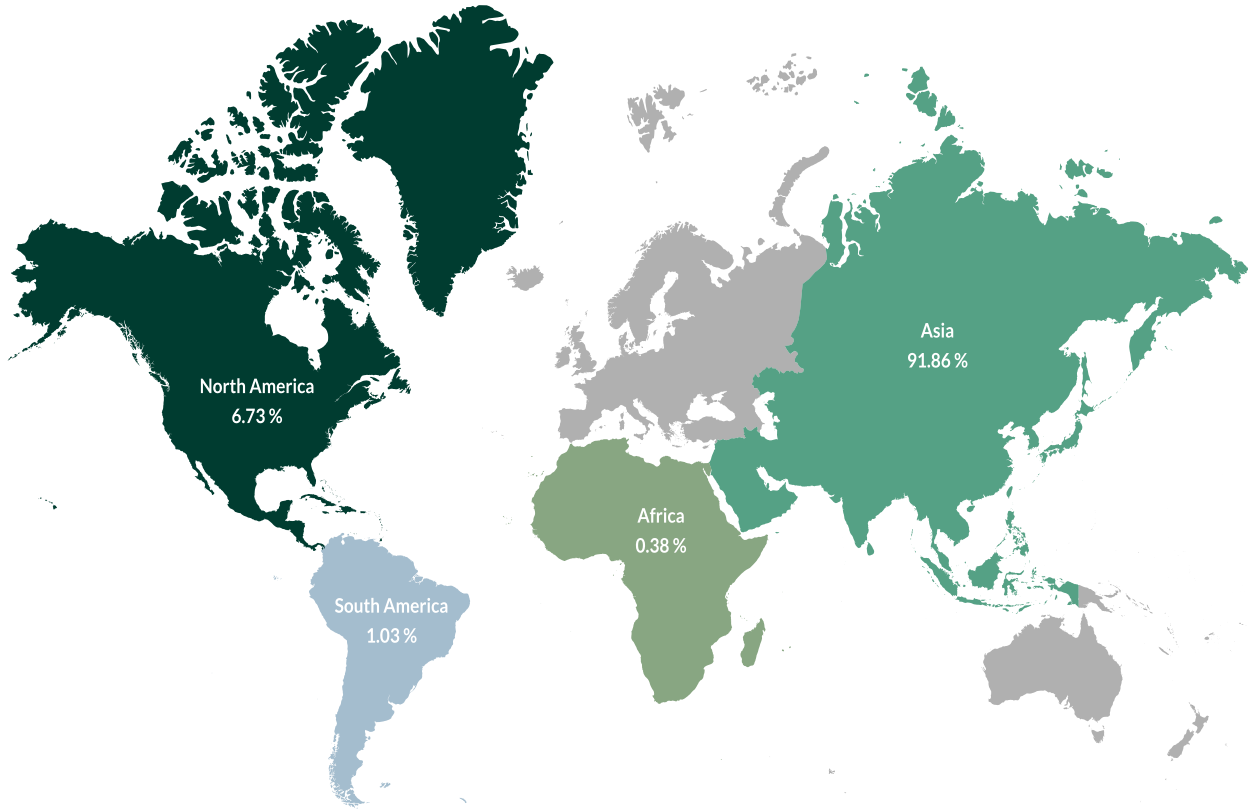 North America
6.73 %
South America
1.03 %
Africa
0.38 %
Asia
91.86 %